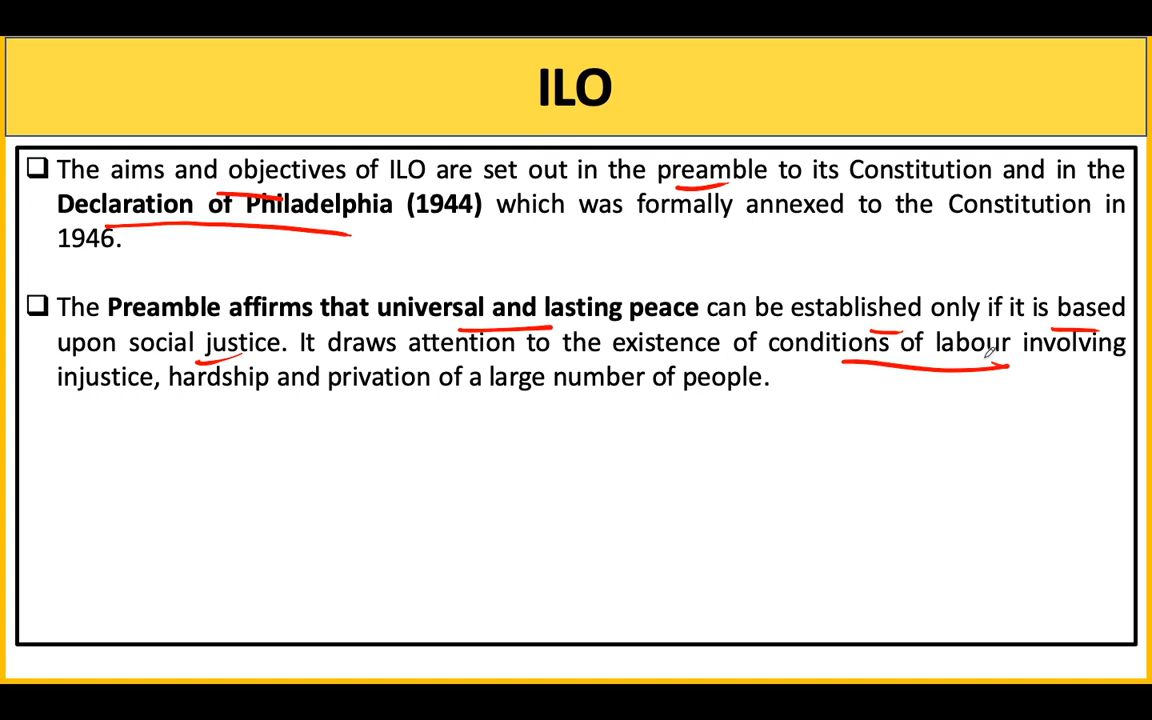 ILO
❑ The aims and objectives of ILO are set out in the preamble to its Constitution and in the
Declaration of Philadelphia (1944) which was formally annexed to the Constitution in
1946.
❑ The Preamble affirms that universal and lasting peace can be established only if it is based
upon social justice. It draws attention to the existence of conditions of labour involving
injustice, hardship and privation of a large number of people.